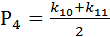 P₄ = (k₁₀+k₁₁)/2